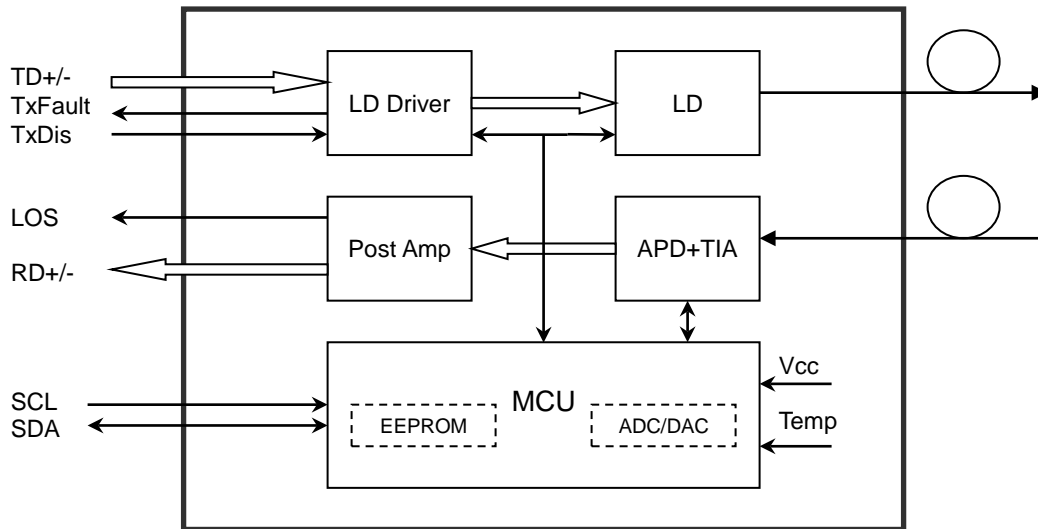 TD+/-
TxFault
TxDis
LD Driver
LD
LOS
RD+/-
Post Amp
APD+TIA
SCL
SDA
MCU
EEPROM
ADC/DAC
Vcc
Temp